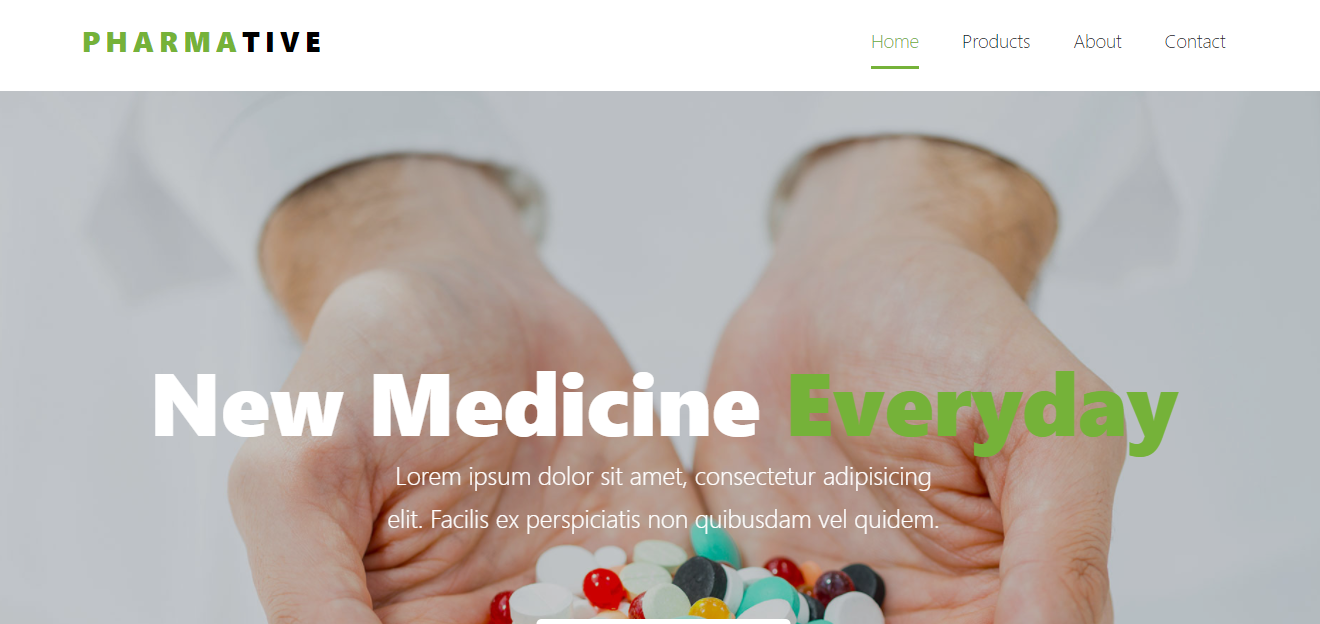 PHARMATIVE
Home Products About Contact
New Medicine Everyday
Lorem ipsum dolor sit amet, consectetur adipisicing
elit. Facilis ex perspiciatis non quibusdam vel quidem.